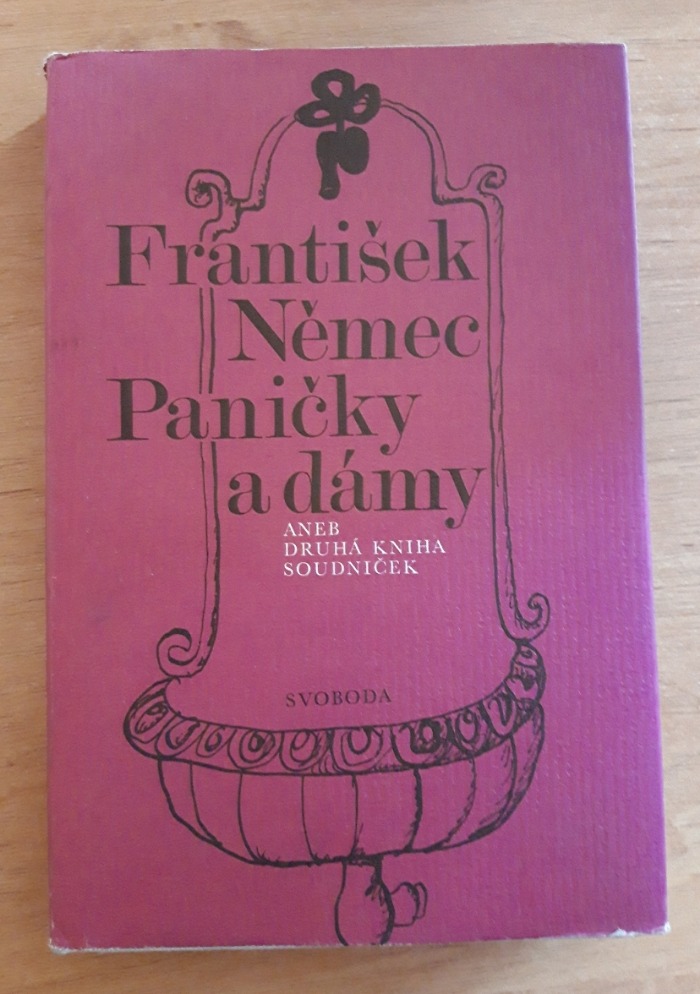 František
Němec
Paničky
a dámy
ANEB
DRUHÁ KNIHA
SOUDNIČEK
SVOBODA